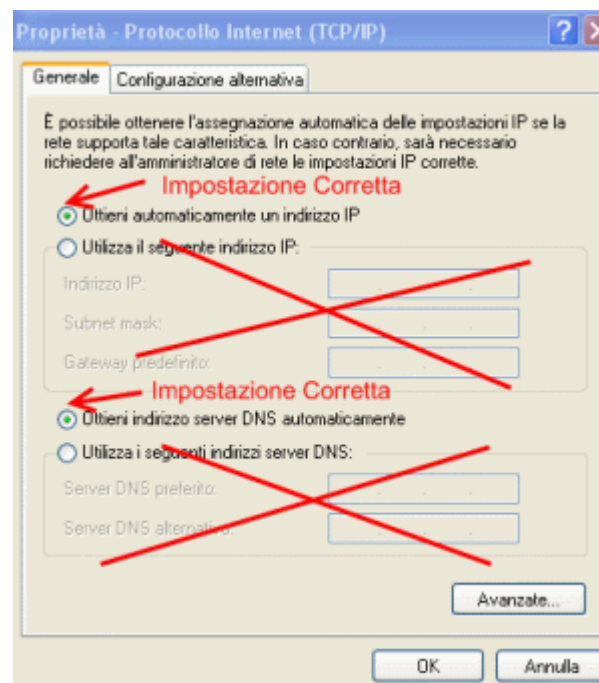 Proprietà - Protocollo Internet (TCP/IP)
Generale
Configurazione alternativa
È possibile ottenere l'assegnazione automatica delle impostazioni IP se la
rete supporta tale caratteristica. In caso contrario, sarà necessario
richiedere all'amministratore di rete le impostazioni IP corrette.
Impostazione Corretta
Ottieni automaticamente un indirizzo IP
Utilizza il seguente indirizzo IP:
Indirizzo IP:
Subnet mask:
Gateway predefinito:
Impostazione Corretta
Ottieni indirizzo server DNS automaticamente
Utilizza i seguenti indirizzi server DNS:
Server DNS preferito:
Server DNS alternativo:
Avanzate...
OK
Annulla